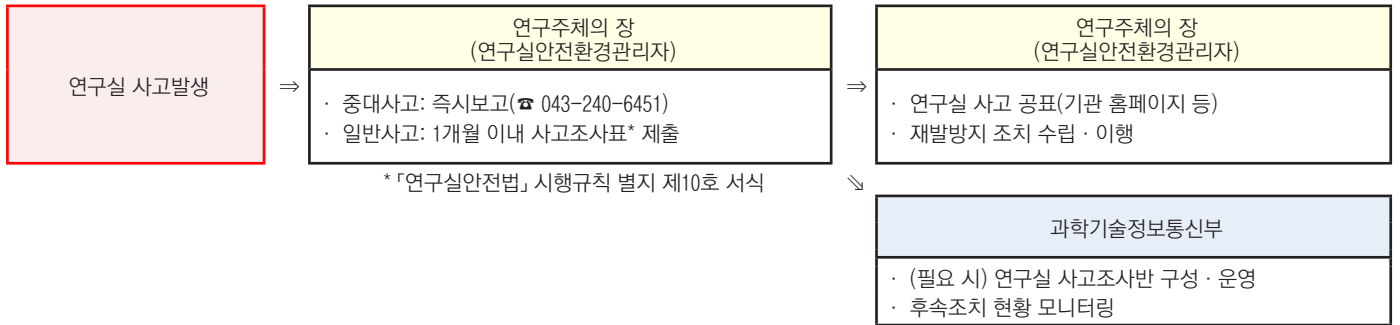 연구실 사고발생
⇒
연구주체의 장
(연구실안전환경관리자)
· 중대사고: 즉시보고(☎ 043-240-6451)
· 일반사고: 1개월 이내 사고조사표* 제출
* 「연구실안전법」 시행규칙 별지 제10호 서식
⇒
연구주체의 장
(연구실안전환경관리자)
· 연구실 사고 공표(기관 홈페이지 등)
· 재발방지 조치 수립 · 이행
⇘
과학기술정보통신부
· (필요 시) 연구실 사고조사반 구성 · 운영
· 후속조치 현황 모니터링